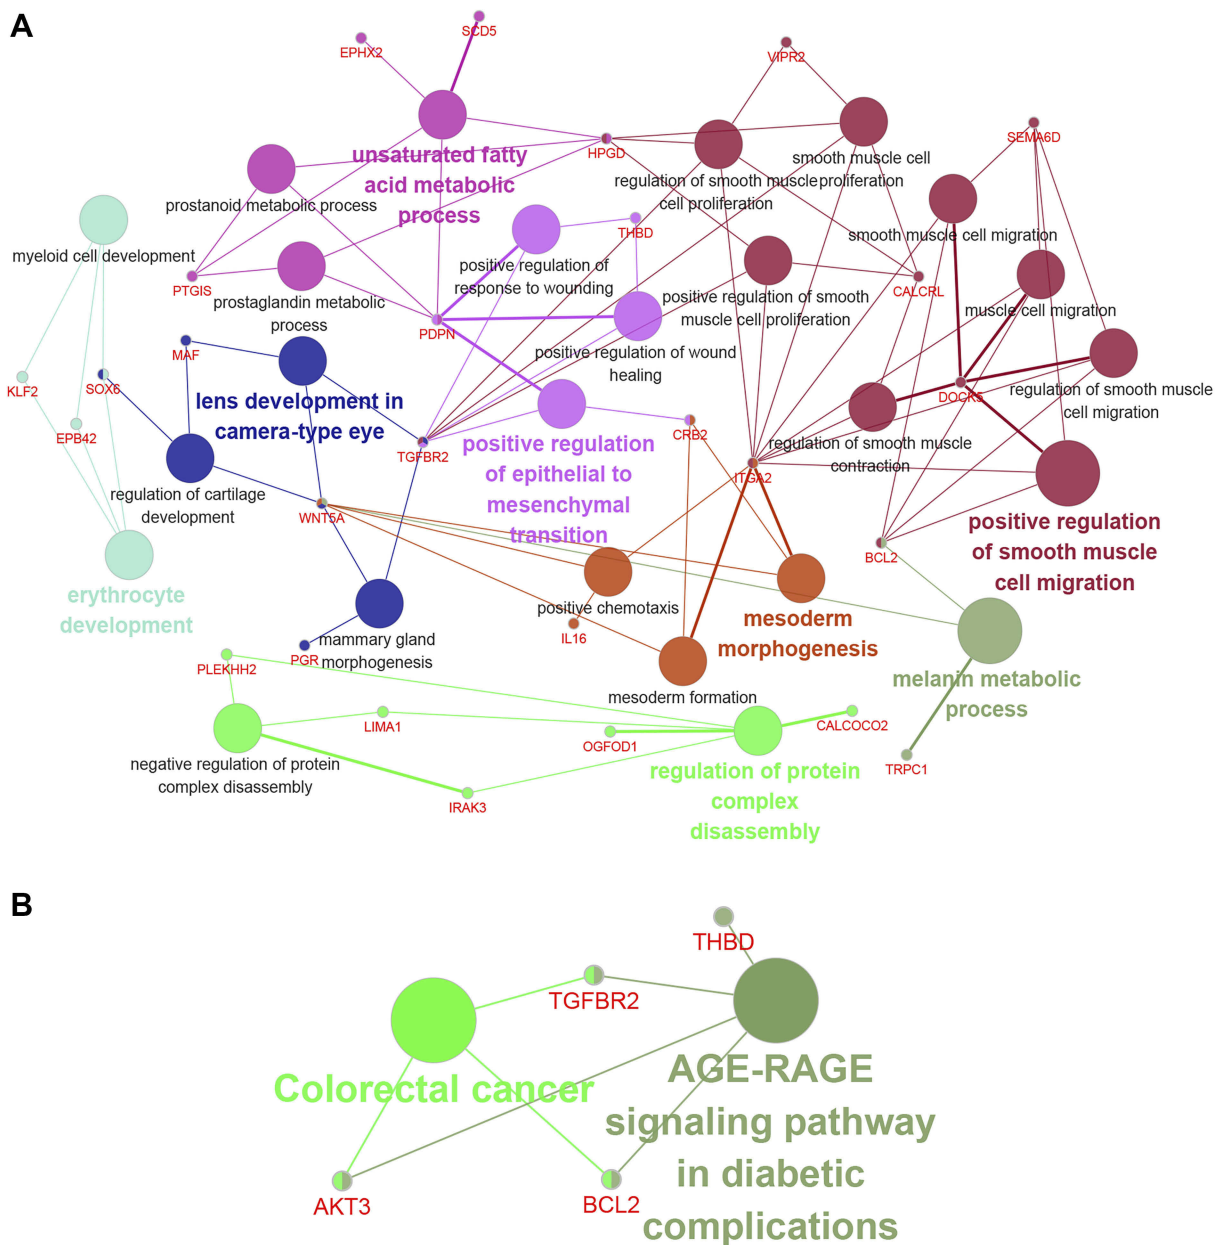 A
SCD5
EPHX2
VIPR2
SEMA6D
HPGD
unsaturated fatty
acid metabolic
process
smooth muscle cell
proliferation
regulation of smooth muscle
cell proliferation
prostanoid metabolic process
THBD
smooth muscle cell migration
myeloid cell development
positive regulation of
response to wounding
PTGIS
prostaglandin metabolic
process
positive regulation of smooth
muscle cell proliferation
CALCRL
muscle cell migration
PDPN
MAF
positive regulation of wound
healing
KLF2
SOX6
DOCK5
regulation of smooth muscle
cell migration
lens development in
camera-type eye
EPB42
TGFBR2
CRB2
positive regulation
of epithelial to
mesenchymal
transition
regulation of smooth muscle
contraction
ITGA2
regulation of cartilage
development
WNT5A
positive regulation
of smooth muscle
cell migration
BCL2
erythrocyte
development
positive chemotaxis
IL16
mesoderm
morphogenesis
mammary gland
morphogenesis
PGR
PLEKHH2
mesoderm formation
melanin metabolic
process
LIMA1
OGFOD1
CALCOCO2
TRPC1
negative regulation of protein
complex disassembly
regulation of protein
complex
disassembly
IRAK3
B
THBD
TGFBR2
Colorectal cancer
AGE-RAGE
signaling pathway
in diabetic
complications
AKT3
BCL2